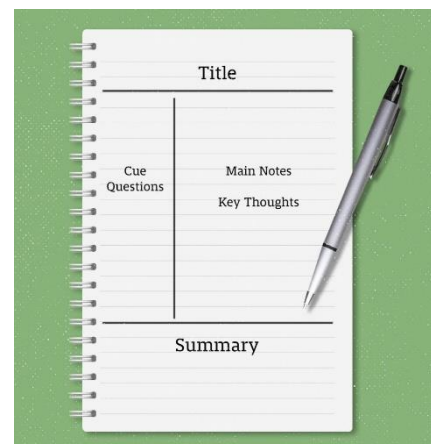 Title
Cue
Questions
Main Notes
Key Thoughts
Summary